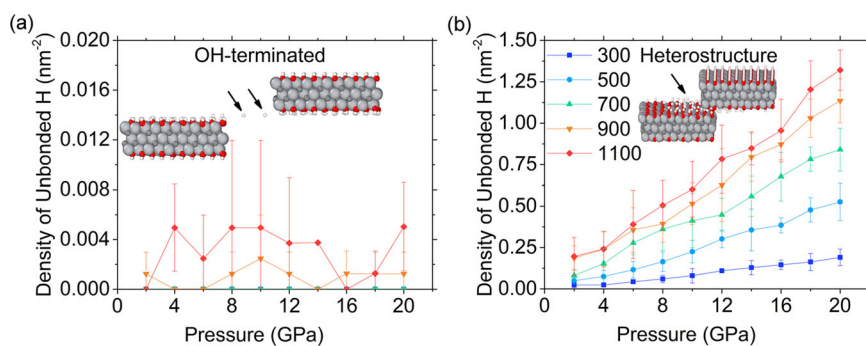 (a)
OH-terminated
0.020
0.016
0.012
0.008
0.004
0.000
Density of Unbonded H (nm⁻²)
0 4 8 12 16 20
Pressure (GPa)
(b)
Heterostructure
300
500
700
900
1100
1.50
1.25
1.00
0.75
0.50
0.25
0.00
Density of Unbonded H (nm⁻²)
0 4 8 12 16 20
Pressure (GPa)